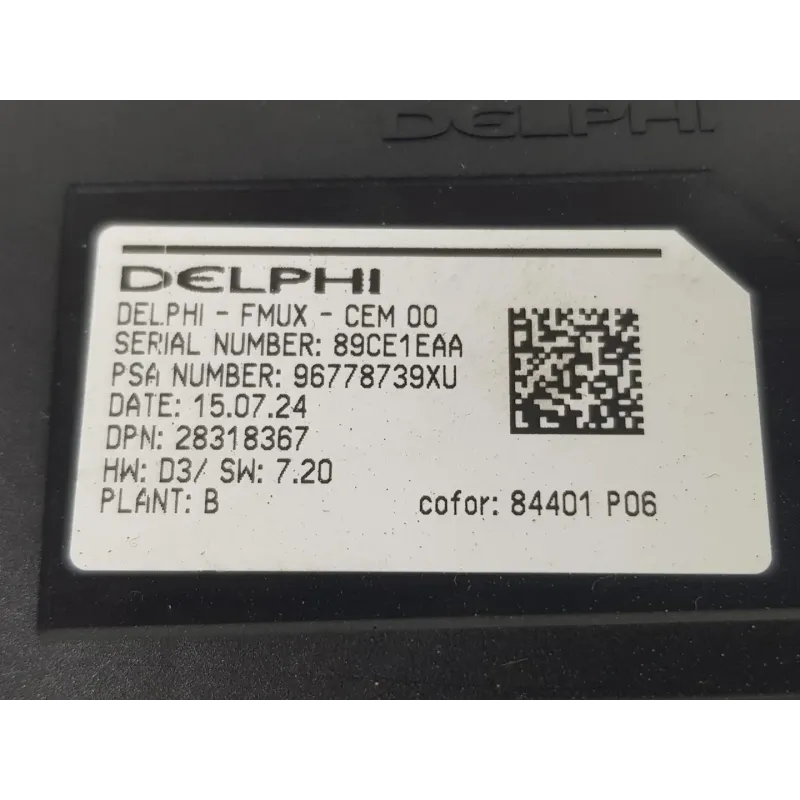 DELPHI
DELPHI
DELPHI - FMUX - CEM 00
SERIAL NUMBER: 89CE1EAA
PSA NUMBER: 96778739XU
DATE: 15.07.24
DPN: 28318367
HW: D3/ SW: 7.20
PLANT: B
cofor: 84401 P06